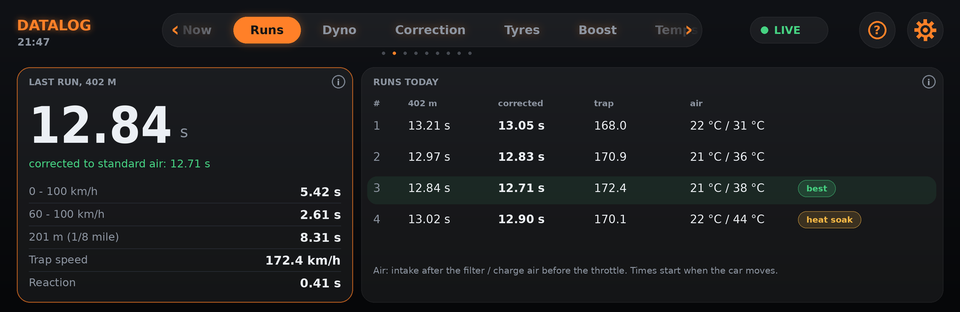 DATALOG
21:47
Now Runs Dyno Correction Tyres Boost Temp
LIVE
?
LAST RUN, 402 M
12.84 s
corrected to standard air: 12.71 s
0 - 100 km/h 5.42 s
60 - 100 km/h 2.61 s
201 m (1/8 mile) 8.31 s
Trap speed 172.4 km/h
Reaction 0.41 s
RUNS TODAY
# 402 m corrected trap air
1 13.21 s 13.05 s 168.0 22 °C / 31 °C
2 12.97 s 12.83 s 170.9 21 °C / 36 °C
3 12.84 s 12.71 s 172.4 21 °C / 38 °C best
4 13.02 s 12.90 s 170.1 22 °C / 44 °C heat soak
Air: intake after the filter / charge air before the throttle. Times start when the car moves.